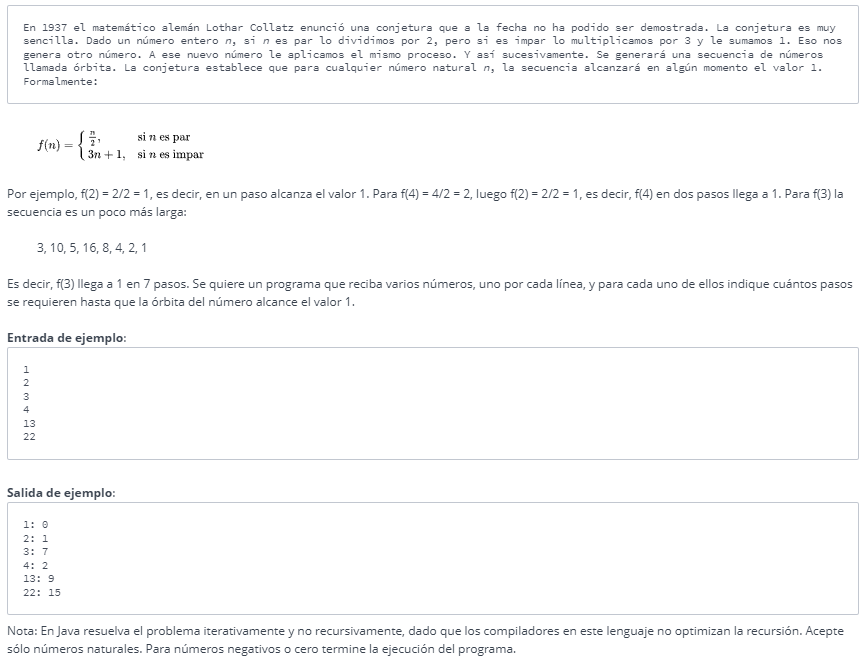 En 1937 el matemático alemán Lothar Collatz enunció una conjetura que a la fecha no ha podido ser demostrada. La conjetura es muy
sencilla. Dado un número entero n, si n es par lo dividimos por 2, pero si es impar lo multiplicamos por 3 y le sumamos 1. Eso nos
genera otro número. A ese nuevo número le aplicamos el mismo proceso. Y así sucesivamente. Se generará una secuencia de números
llamada órbita. La conjetura establece que para cualquier número natural n, la secuencia alcanzará en algún momento el valor 1.
Formalmente:
f(n) = { n/2, si n es par
3n + 1, si n es impar
Por ejemplo, f(2) = 2/2 = 1, es decir, en un paso alcanza el valor 1. Para f(4) = 4/2 = 2, luego f(2) = 2/2 = 1, es decir, f(4) en dos pasos llega a 1. Para f(3) la
secuencia es un poco más larga:
3, 10, 5, 16, 8, 4, 2, 1
Es decir, f(3) llega a 1 en 7 pasos. Se quiere un programa que reciba varios números, uno por cada línea, y para cada uno de ellos indique cuántos pasos
se requieren hasta que la órbita del número alcance el valor 1.
Entrada de ejemplo:
1
2
3
4
13
22
Salida de ejemplo:
1: 0
2: 1
3: 7
4: 2
13: 9
22: 15
Nota: En Java resuelva el problema iterativamente y no recursivamente, dado que los compiladores en este lenguaje no optimizan la recursión. Acepte
sólo números naturales. Para números negativos o cero termine la ejecución del programa.